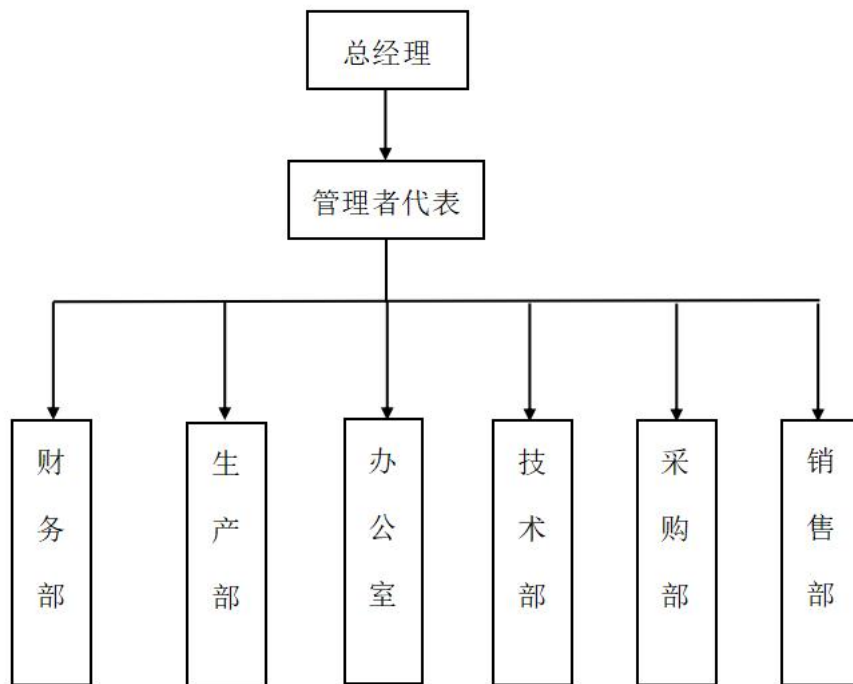 总经理
管理者代表
财务部
生产部
办公室
技术部
采购部
销售部